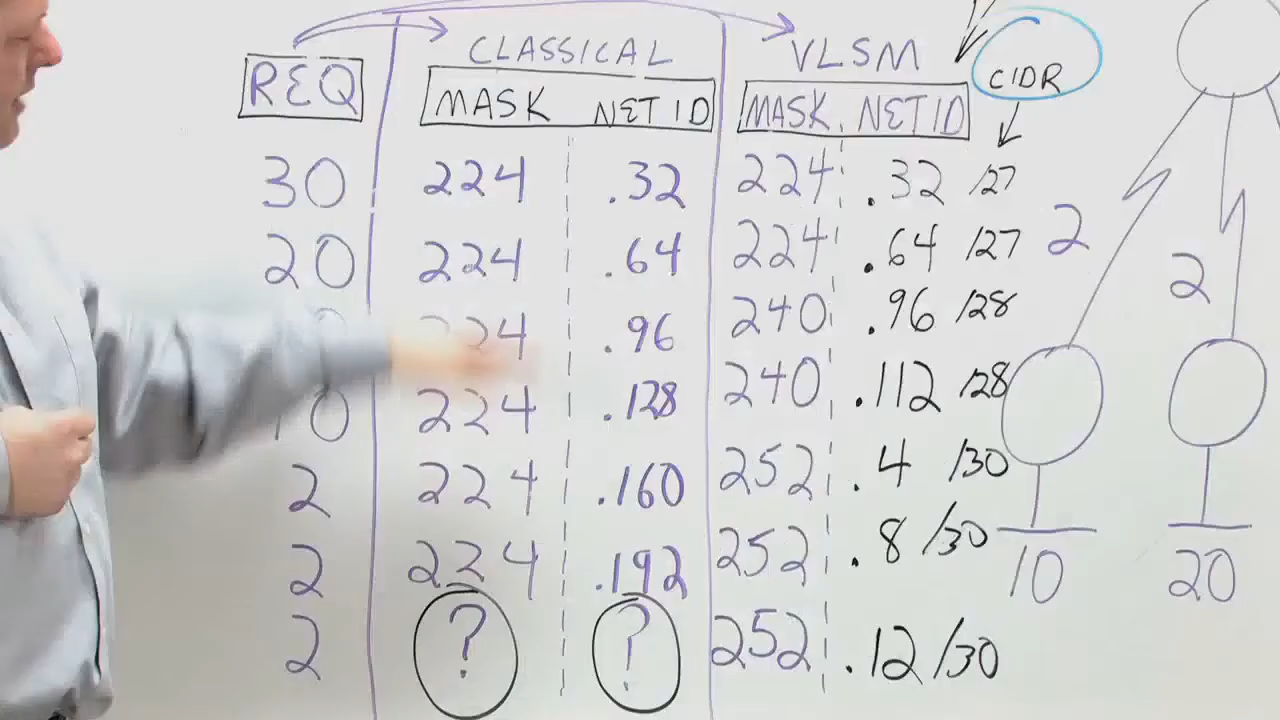 CLASSICAL VLSM CIDR
REQ MASK NET ID MASK NET ID
30 224 .32 224 .32 /27
20 224 .64 224 .64 /27 2
0 224 .96 240 .96 /28 2
10 224 .128 240 .112 /28
2 224 .160 252 .4 /30
2 224 .192 252 .8 /30 10 20
2 ? ? 252 .12 /30